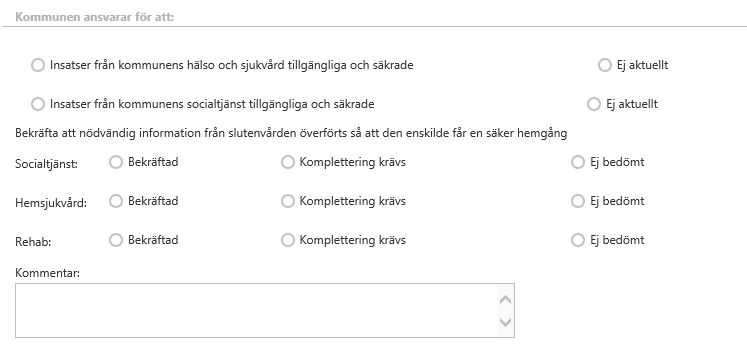 Kommunen ansvarar för att:
Insatser från kommunens hälso och sjukvård tillgängliga och säkrade Ej aktuellt
Insatser från kommunens socialtjänst tillgängliga och säkrade Ej aktuellt
Bekräfta att nödvändig information från slutenvården överförts så att den enskilde får en säker hemgång
Socialtjänst: Bekräftad Komplettering krävs Ej bedömt
Hemsjukvård: Bekräftad Komplettering krävs Ej bedömt
Rehab: Bekräftad Komplettering krävs Ej bedömt
Kommentar: